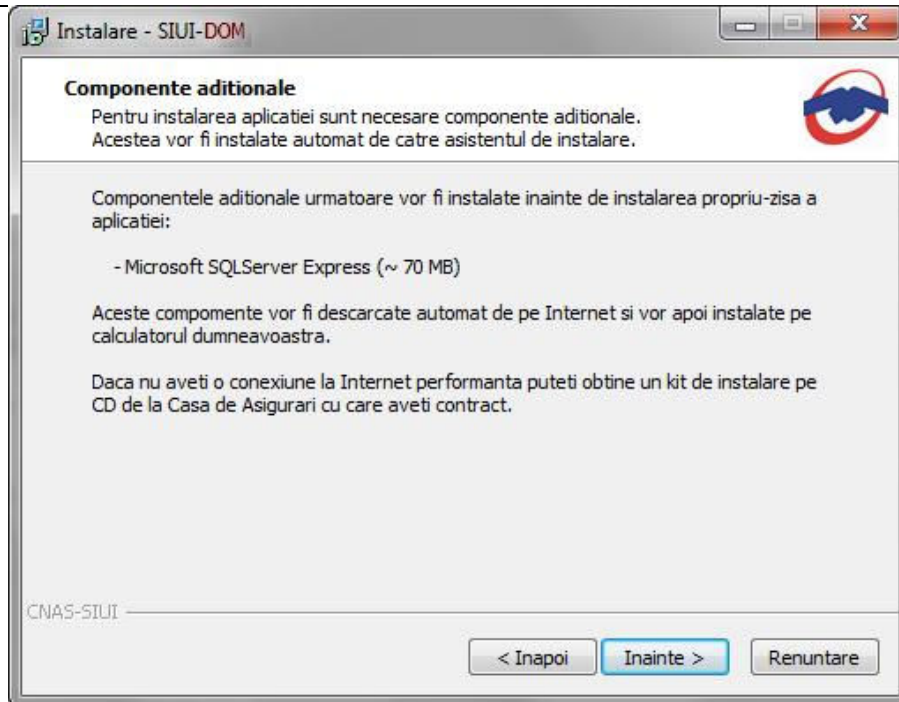 Instalare - SIUI-DOM
Componente aditionale
Pentru instalarea aplicatiei sunt necesare componente aditionale.
Acestea vor fi instalate automat de catre asistentul de instalare.
Componentele aditionale urmatoare vor fi instalate inainte de instalarea propriu-zisa a
aplicatiei:
- Microsoft SQLServer Express (~ 70 MB)
Aceste compomente vor fi descarcate automat de pe Internet si vor apoi instalate pe
calculatorul dumneavoastra.
Daca nu aveti o conexiune la Internet performanta puteti obtine un kit de instalare pe
CD de la Casa de Asigurari cu care aveti contract.
CNAS-SIUI
< Inapoi
Inainte >
Renuntare